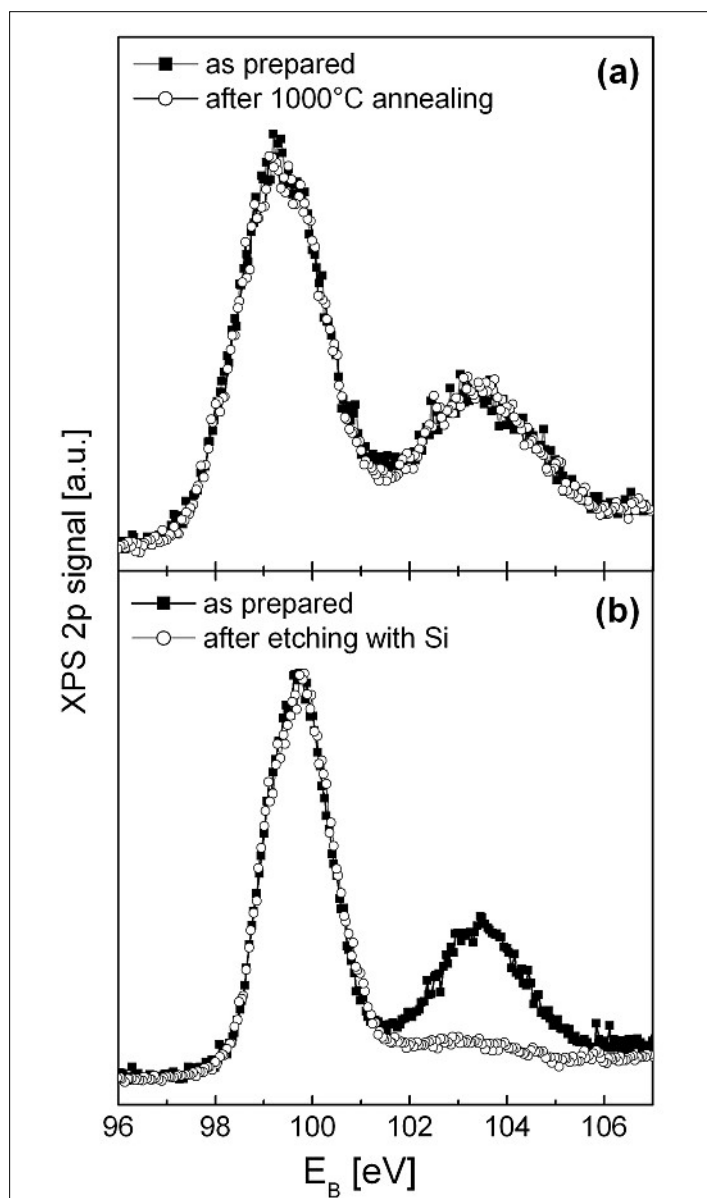 as prepared
(a)
after 1000°C annealing
XPS 2p signal [a.u.]
as prepared
(b)
after etching with Si
96 98 100 102 104 106
E_B [eV]